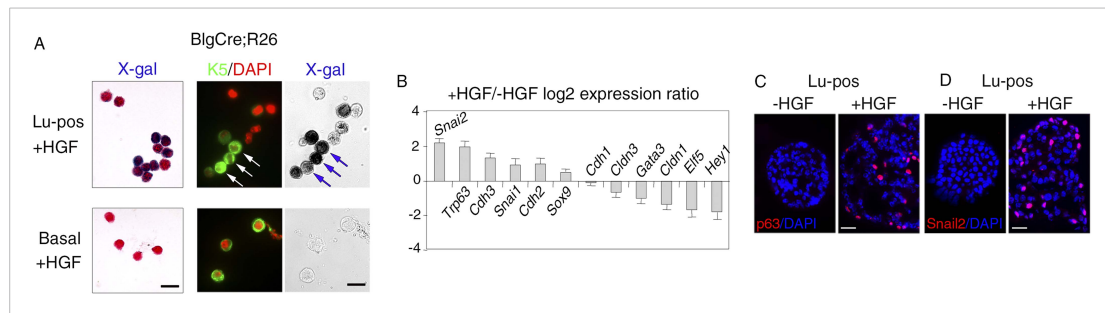 A
BlgCre;R26
X-gal
K5/DAPI
X-gal
Lu-pos
+HGF
Basal
+HGF
B
+HGF/-HGF log2 expression ratio
4
2
0
-2
-4
Snai2
Trp63
Cdh3
Snai1
Cdh2
Sox9
Cdh1
Cldn3
Gata3
Cldn1
Elf5
Hey1
C
Lu-pos
-HGF
+HGF
p63/DAPI
D
Lu-pos
-HGF
+HGF
Snail2/DAPI